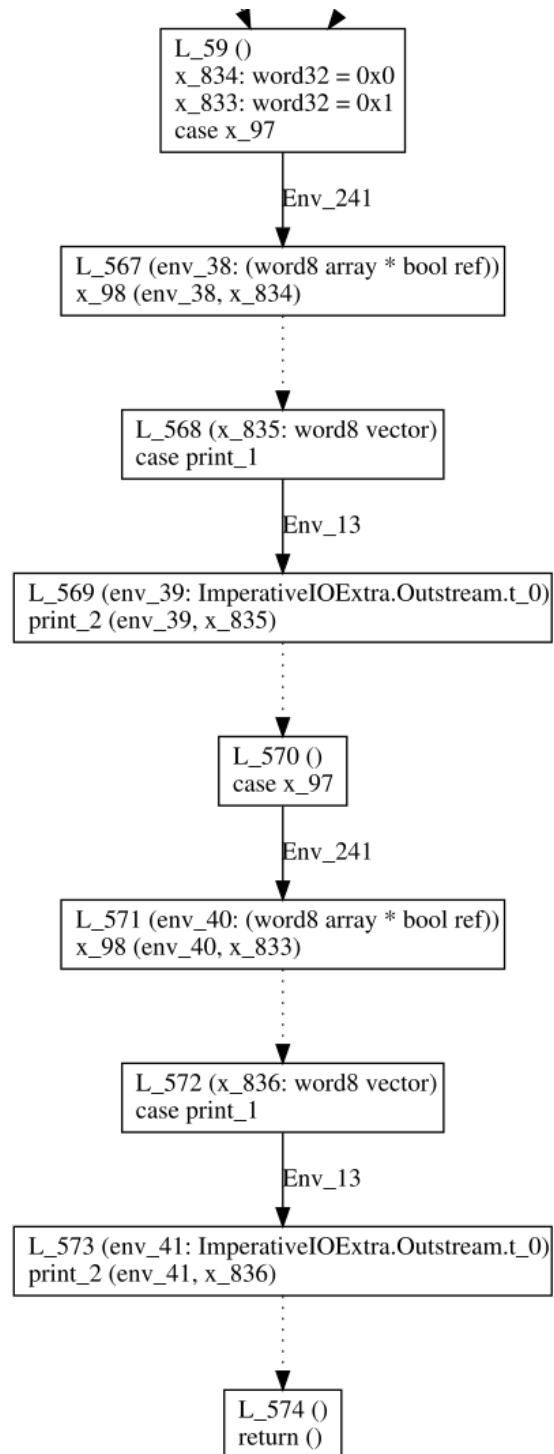 L_59 ()
x_834: word32 = 0x0
x_833: word32 = 0x1
case x_97
Env_241
L_567 (env_38: (word8 array * bool ref))
x_98 (env_38, x_834)
L_568 (x_835: word8 vector)
case print_1
Env_13
L_569 (env_39: ImperativeIOExtra.Outstream.t_0)
print_2 (env_39, x_835)
L_570 ()
case x_97
Env_241
L_571 (env_40: (word8 array * bool ref))
x_98 (env_40, x_833)
L_572 (x_836: word8 vector)
case print_1
Env_13
L_573 (env_41: ImperativeIOExtra.Outstream.t_0)
print_2 (env_41, x_836)
L_574 ()
return ()